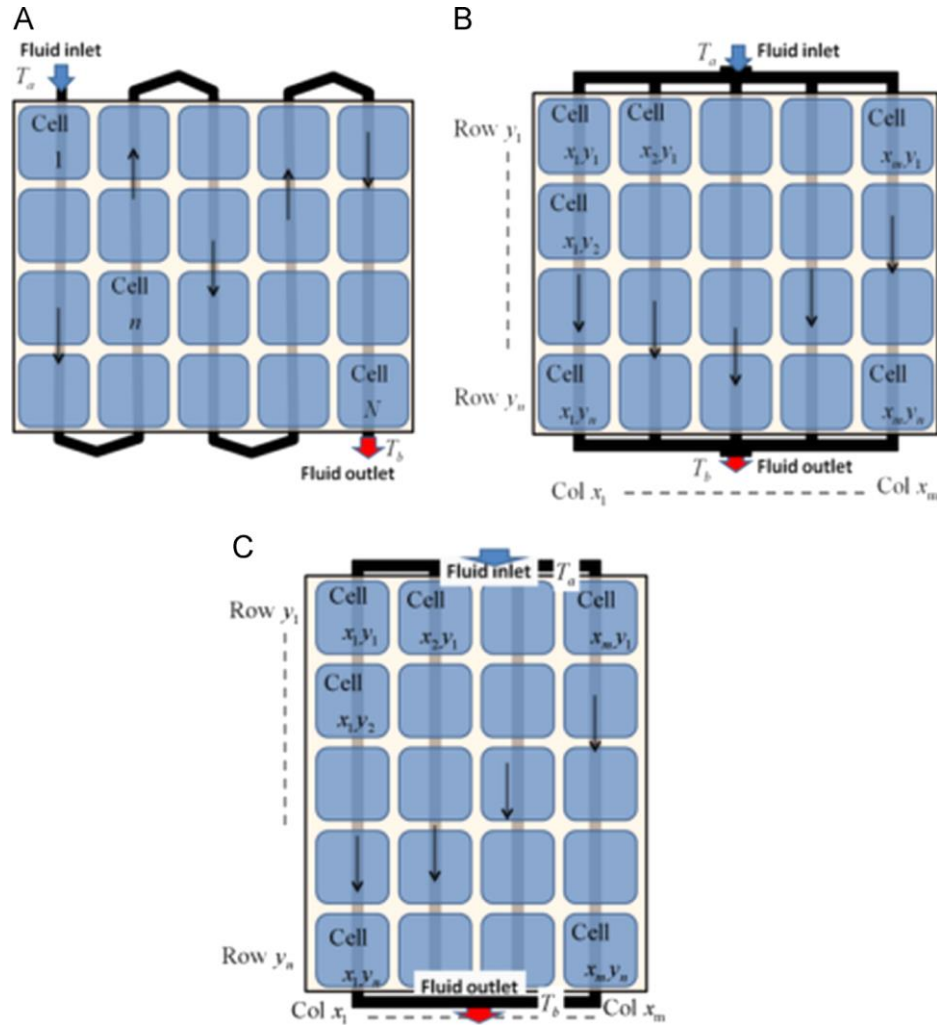 A
Fluid inlet
Tₐ
Cell
1
Cell
n
Cell
N
T_b
Fluid outlet
B
Tₐ
Fluid inlet
Row y₁
Cell
x₁,y₁
Cell
x₂,y₁
Cell
xₘ,y₁
Cell
x₁,y₂
Row yₙ
Cell
x₁,yₙ
Cell
xₘ,yₙ
T_b
Fluid outlet
Col x₁
Col xₘ
C
Fluid inlet
Tₐ
Row y₁
Cell
x₁,y₁
Cell
x₂,y₁
Cell
xₘ,y₁
Cell
x₁,y₂
Row yₙ
Cell
x₁,yₙ
Cell
xₘ,yₙ
Fluid outlet
T_b
Col x₁
Col xₘ